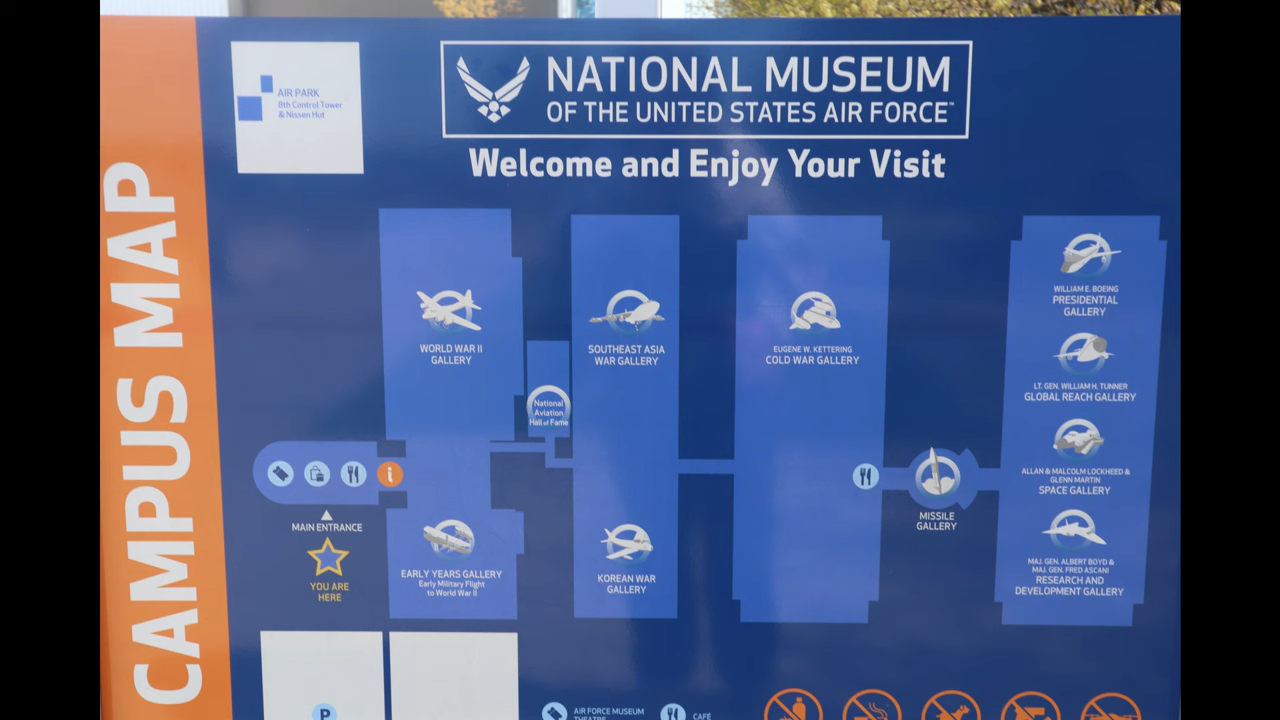 CAMPUS MAP
AIR PARK
8th Control Tower
& Nissen Hut
NATIONAL MUSEUM
OF THE UNITED STATES AIR FORCE™
Welcome and Enjoy Your Visit
WORLD WAR II
GALLERY
National
Aviation
Hall of Fame
SOUTHEAST ASIA
WAR GALLERY
EUGENE W. KETTERING
COLD WAR GALLERY
WILLIAM E. BOEING
PRESIDENTIAL
GALLERY
LT. GEN. WILLIAM H. TUNNER
GLOBAL REACH GALLERY
ALLAN & MALCOLM LOCKHEED &
GLENN MARTIN
SPACE GALLERY
MAJ. GEN. ALBERT BOYD &
MAJ. GEN. FRED ASCANI
RESEARCH AND
DEVELOPMENT GALLERY
MISSILE
GALLERY
i
MAIN ENTRANCE
YOU ARE
HERE
EARLY YEARS GALLERY
Early Military Flight
to World War II
KOREAN WAR
GALLERY
P
AIR FORCE MUSEUM
THEATRE
CAFÉ